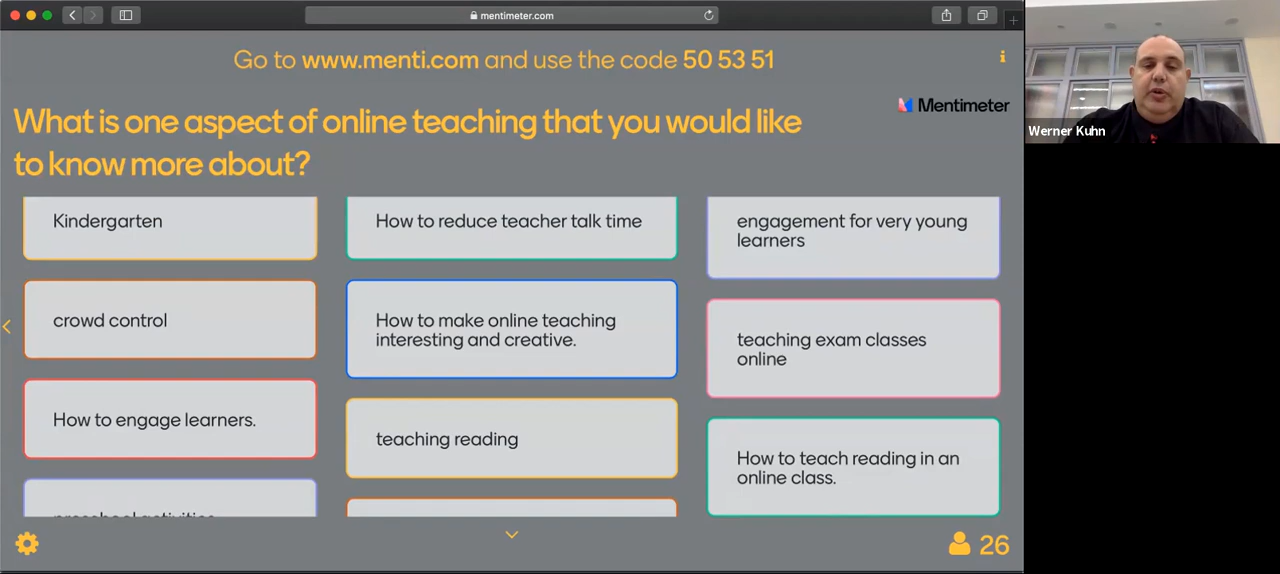 mentimeter.com
Go to www.menti.com and use the code 50 53 51
Mentimeter
What is one aspect of online teaching that you would like
to know more about?
Kindergarten
crowd control
How to engage learners.
preschool activities
How to reduce teacher talk time
How to make online teaching
interesting and creative.
teaching reading
engagement for very young
learners
teaching exam classes
online
How to teach reading in an
online class.
26
Werner Kuhn